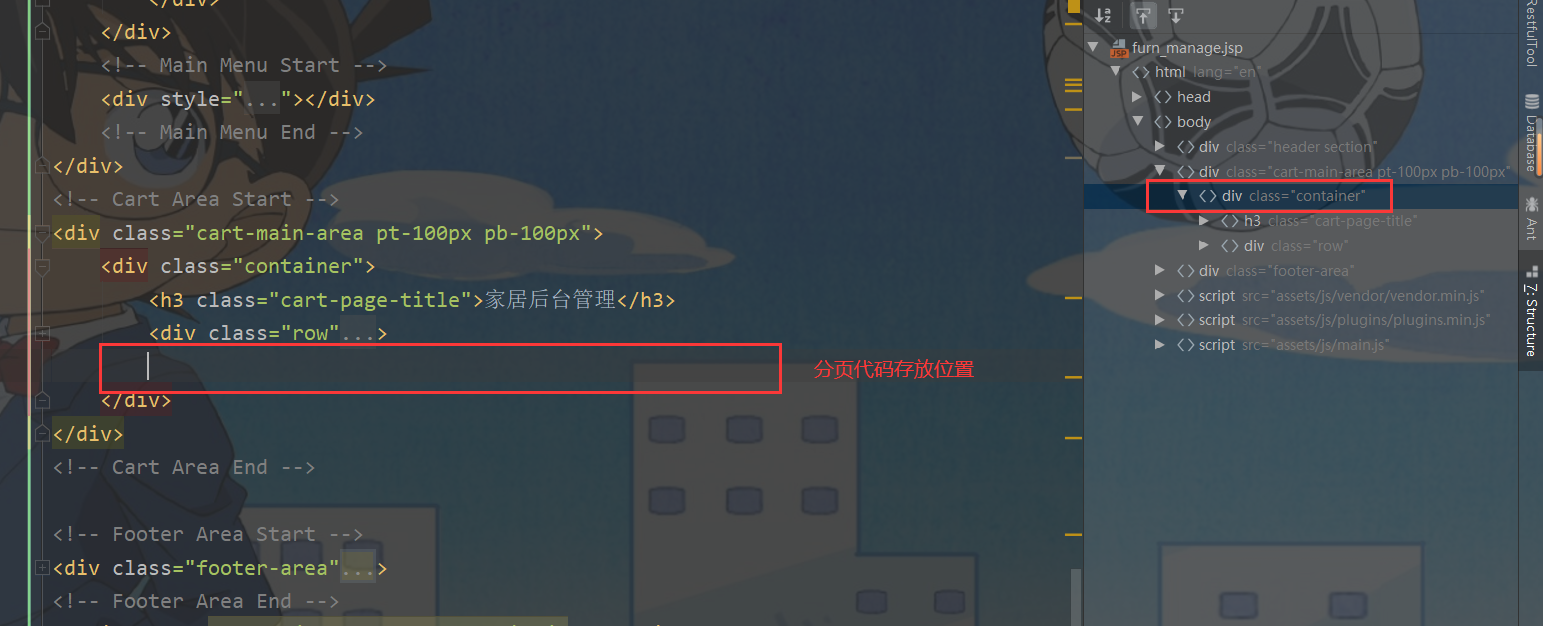 </div>
</div>
<!-- Main Menu Start -->
<div style="..."></div>
<!-- Main Menu End -->
</div>
<!-- Cart Area Start -->
<div class="cart-main-area pt-100px pb-100px">
<div class="container">
<h3 class="cart-page-title">家居后台管理</h3>
<div class="row"...>
分页代码存放位置
</div>
</div>
<!-- Cart Area End -->
<!-- Footer Area Start -->
<div class="footer-area"...>
<!-- Footer Area End -->
furn_manage.jsp
html lang="en"
head
body
div class="header section"
div class="cart-main-area pt-100px pb-100px"
div class="container"
h3 class="cart-page-title"
div class="row"
div class="footer-area"
script src="assets/js/vendor/vendor.min.js"
script src="assets/js/plugins/plugins.min.js"
script src="assets/js/main.js"
RestfulTool
Database
Ant
7: Structure